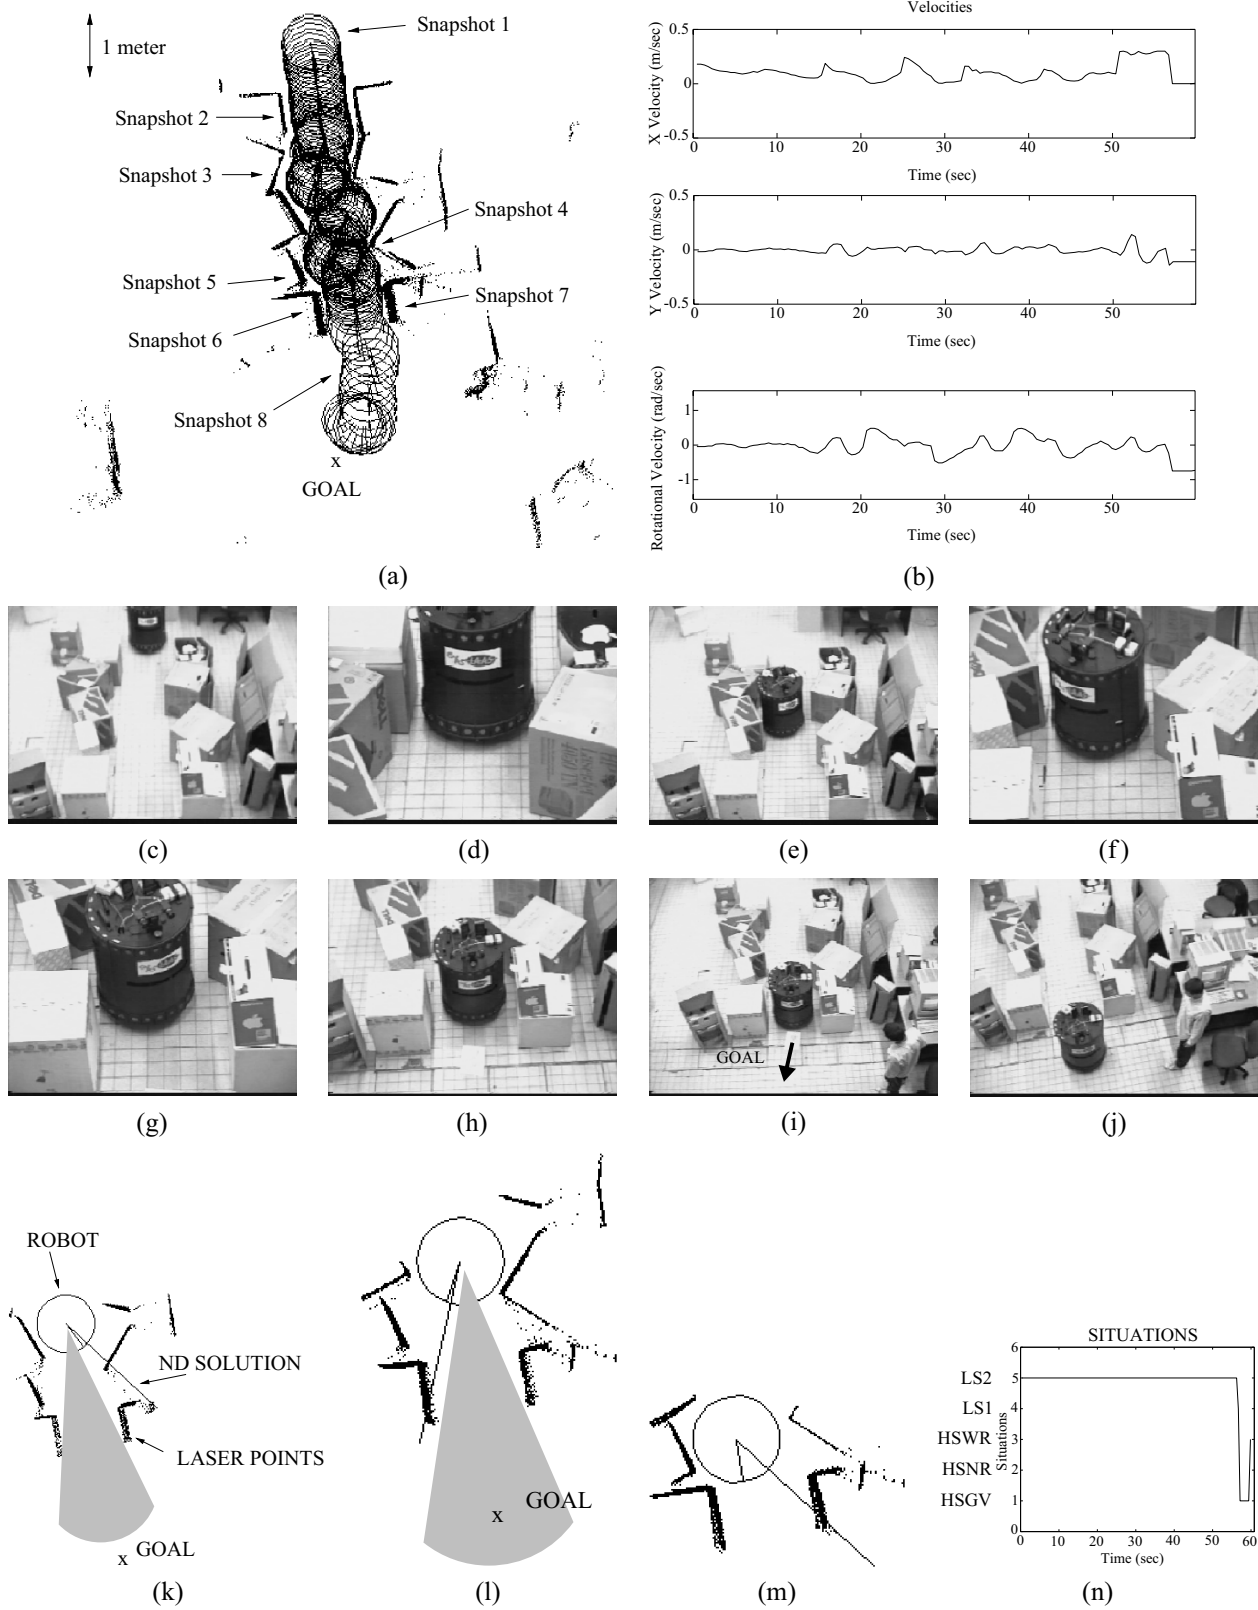 Snapshot 1
1 meter
Snapshot 2
Snapshot 3
Snapshot 4
Snapshot 5
Snapshot 7
Snapshot 6
Snapshot 8
x
GOAL
(a)
Velocities
X Velocity (m/sec)
0.5
0
-0.5
0 10 20 30 40 50
Time (sec)
Y Velocity (m/sec)
0.5
0
-0.5
0 10 20 30 40 50
Time (sec)
Rotational Velocity (rad/sec)
1
0
-1
0 10 20 30 40 50
Time (sec)
(b)
(c) (d) (e) (f)
GOAL
(g) (h) (i) (j)
ROBOT
ND SOLUTION
LASER POINTS
x GOAL
(k)
GOAL
x
(l)
(m)
SITUATIONS
Situations
6
LS2 5
LS1 4
HSWR 3
HSNR 2
HSGV 1
0
0 10 20 30 40 50 60
Time (sec)
(n)